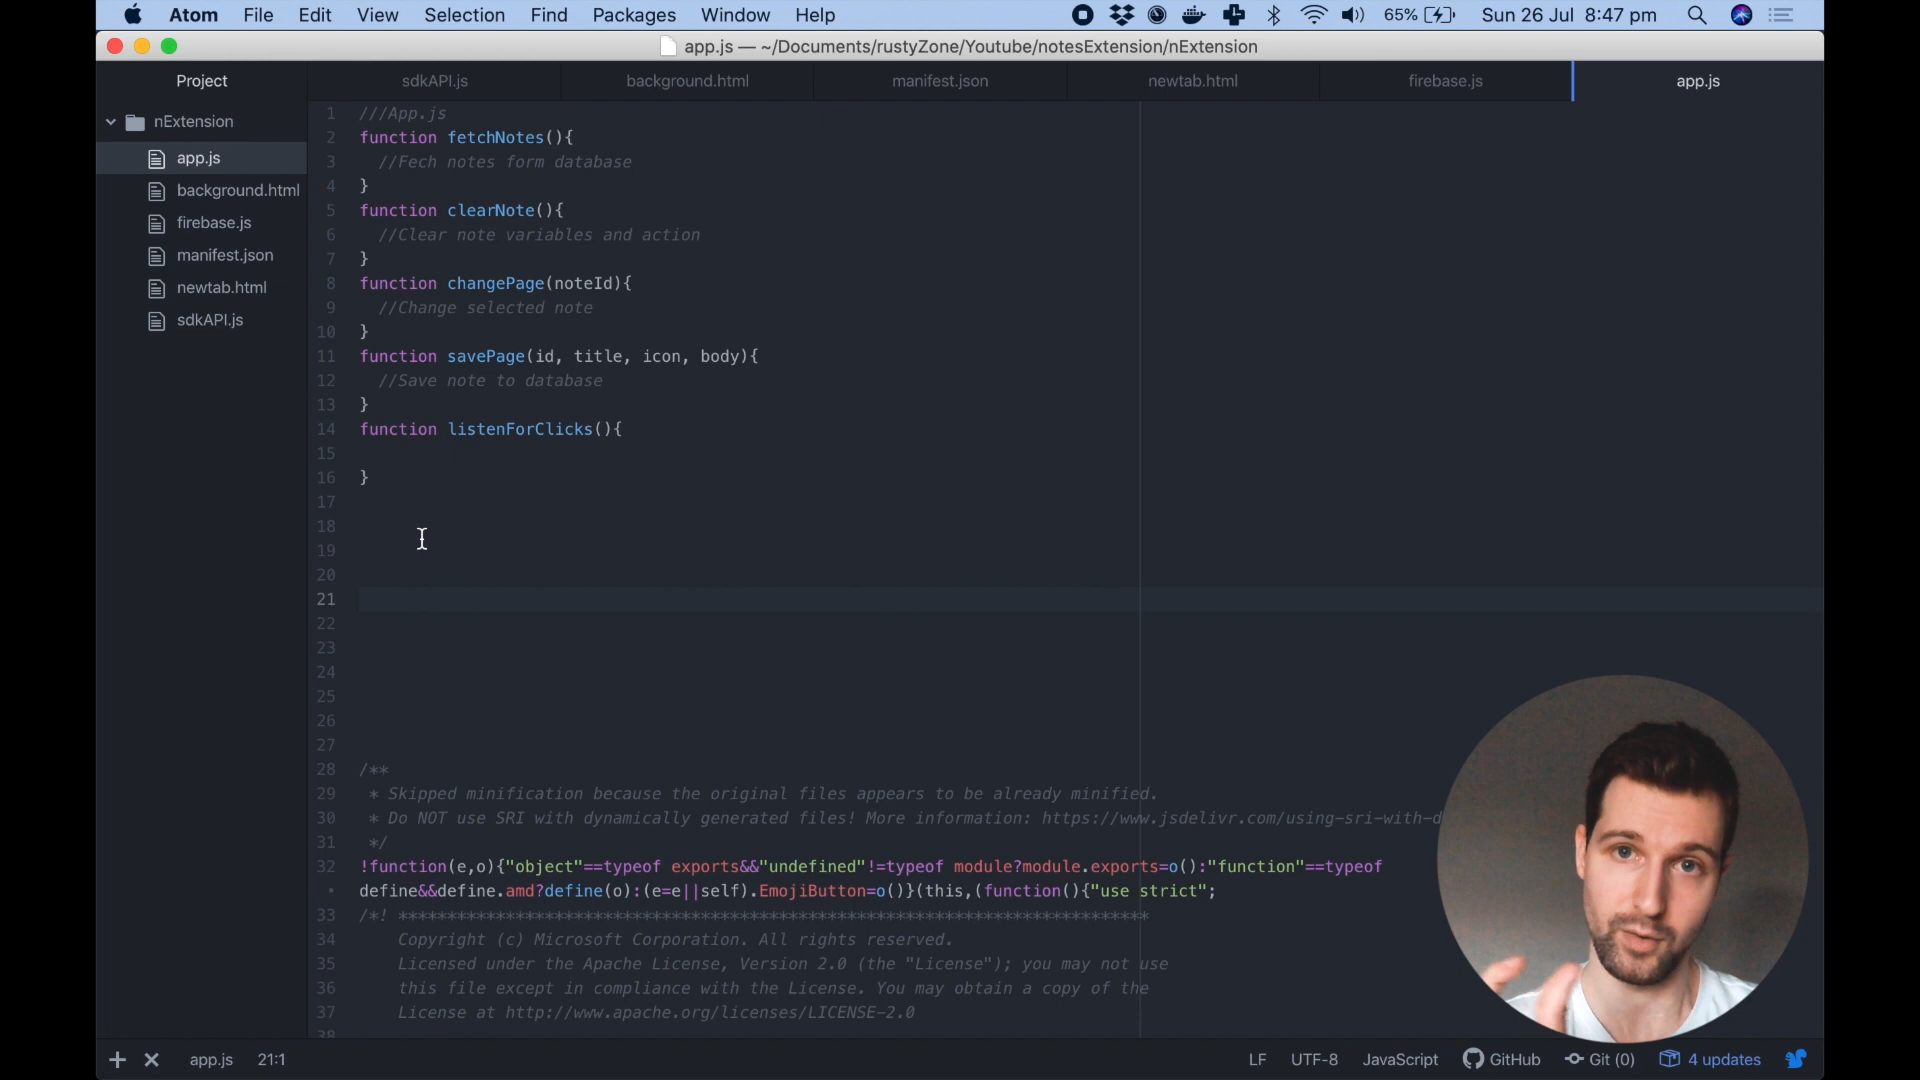 Atom File Edit View Selection Find Packages Window Help 65% Sun 26 Jul 8:47 pm
app.js — ~/Documents/rustyZone/Youtube/notesExtension/nExtension
Project sdkAPI.js background.html manifest.json newtab.html firebase.js app.js
nExtension
app.js
background.html
firebase.js
manifest.json
newtab.html
sdkAPI.js
1 ///App.js
2 function fetchNotes(){
3 //Fech notes form database
4 }
5 function clearNote(){
6 //Clear note variables and action
7 }
8 function changePage(noteId){
9 //Change selected note
10 }
11 function savePage(id, title, icon, body){
12 //Save note to database
13 }
14 function listenForClicks(){
15
16 }
17
18
19
20
21
22
23
24
25
26
27
28 /**
29 * Skipped minification because the original files appears to be already minified.
30 * Do NOT use SRI with dynamically generated files! More information: https://www.jsdelivr.com/using-sri-with-d
31 */
32 !function(e,o){"object"==typeof exports&&"undefined"!=typeof module?module.exports=o():"function"==typeof
• define&&define.amd?define(o):(e=e||self).EmojiButton=o()}(this,(function(){"use strict";
33 /*! *****************************************************************************
34 Copyright (c) Microsoft Corporation. All rights reserved.
35 Licensed under the Apache License, Version 2.0 (the "License"); you may not use
36 this file except in compliance with the License. You may obtain a copy of the
37 License at http://www.apache.org/licenses/LICENSE-2.0
38
app.js 21:1 LF UTF-8 JavaScript GitHub Git (0) 4 updates